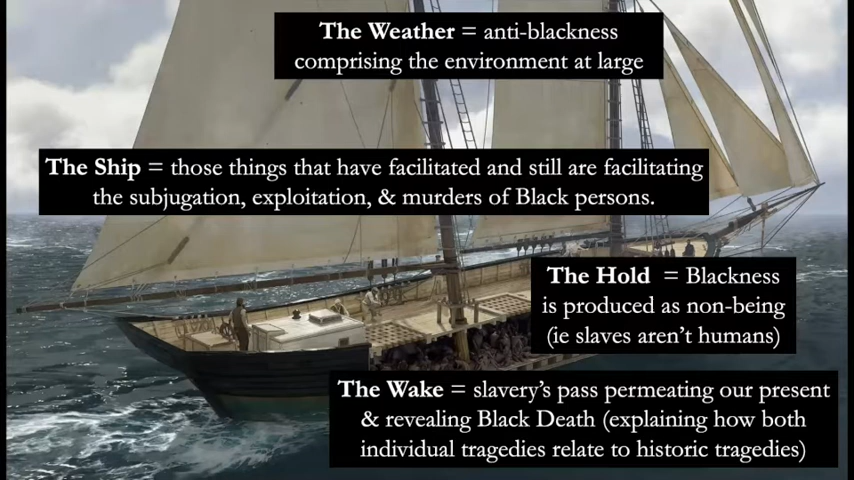 The Weather = anti-blackness
comprising the environment at large
The Ship = those things that have facilitated and still are facilitating
the subjugation, exploitation, & murders of Black persons.
The Hold = Blackness
is produced as non-being
(ie slaves aren't humans)
The Wake = slavery's pass permeating our present
& revealing Black Death (explaining how both
individual tragedies relate to historic tragedies)